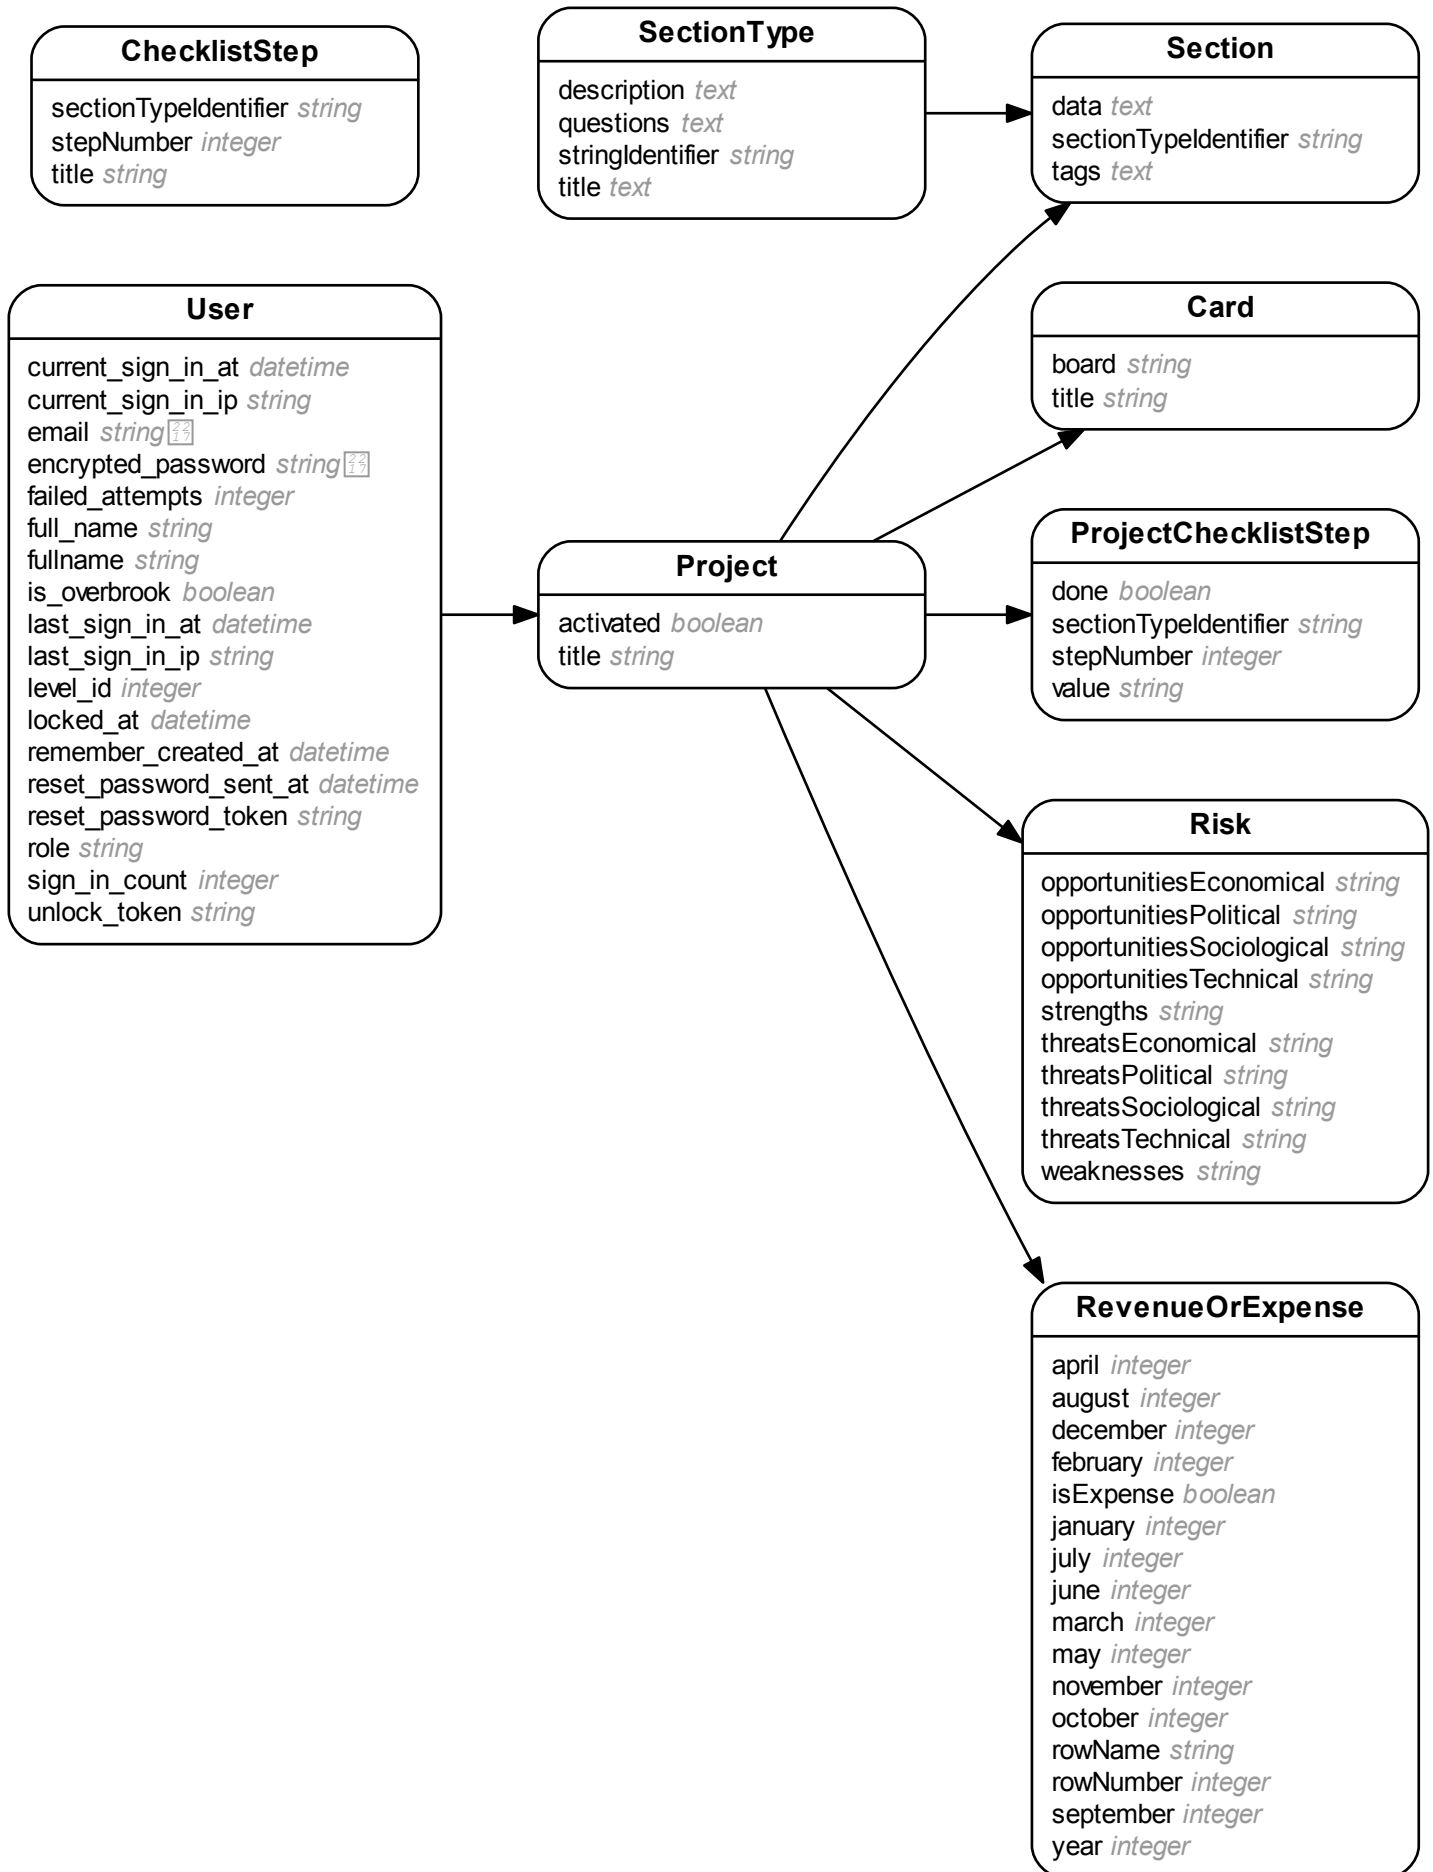 ChecklistStep
sectionTypeIdentifier string
stepNumber integer
title string
SectionType
description text
questions text
stringIdentifier string
title text
Section
data text
sectionTypeIdentifier string
tags text
User
current_sign_in_at datetime
current_sign_in_ip string
email string
encrypted_password string
failed_attempts integer
full_name string
fullname string
is_overbrook boolean
last_sign_in_at datetime
last_sign_in_ip string
level_id integer
locked_at datetime
remember_created_at datetime
reset_password_sent_at datetime
reset_password_token string
role string
sign_in_count integer
unlock_token string
Project
activated boolean
title string
Card
board string
title string
ProjectChecklistStep
done boolean
sectionTypeIdentifier string
stepNumber integer
value string
Risk
opportunitiesEconomical string
opportunitiesPolitical string
opportunitiesSociological string
opportunitiesTechnical string
strengths string
threatsEconomical string
threatsPolitical string
threatsSociological string
threatsTechnical string
weaknesses string
RevenueOrExpense
april integer
august integer
december integer
february integer
isExpense boolean
january integer
july integer
june integer
march integer
may integer
november integer
october integer
rowName string
rowNumber integer
september integer
year integer